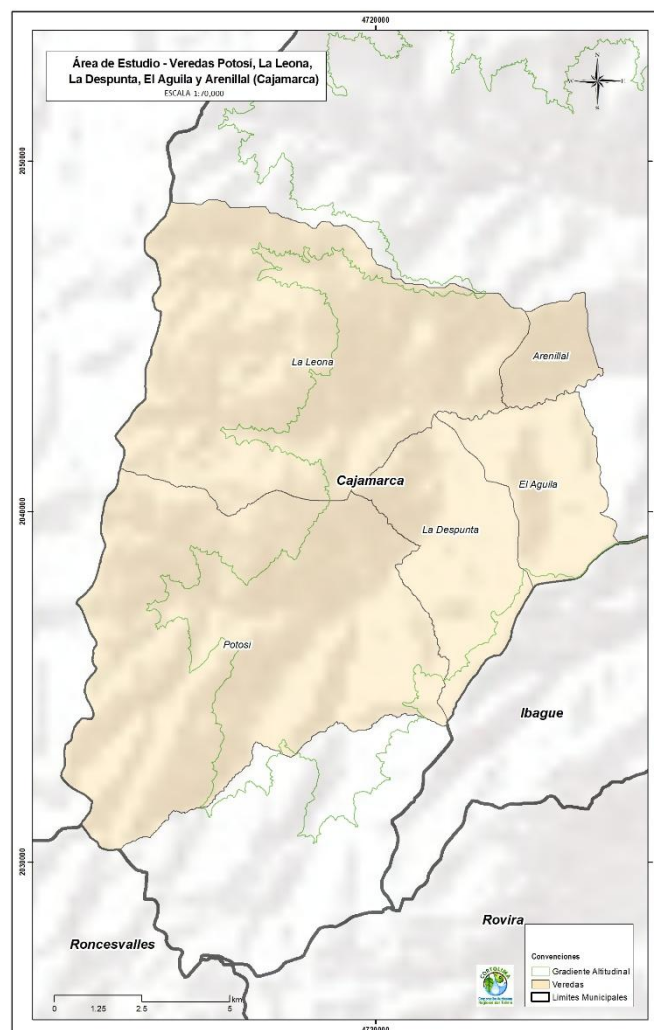 4720000
Área de Estudio - Veredas Potosí, La Leona,
La Despunta, El Aguila y Arenillal (Cajamarca)
ESCALA 1:70,000
N
W
E
S
2050000
La Leona
Arenillal
Cajamarca
El Aguila
2040000
La Despunta
Potosí
Ibague
2030000
Rovira
Roncesvalles
Convenciones
Gradiente Altitudinal
Veredas
Limites Municipales
CORTOLIMA
0 1.25 2.5 5
km
4720000